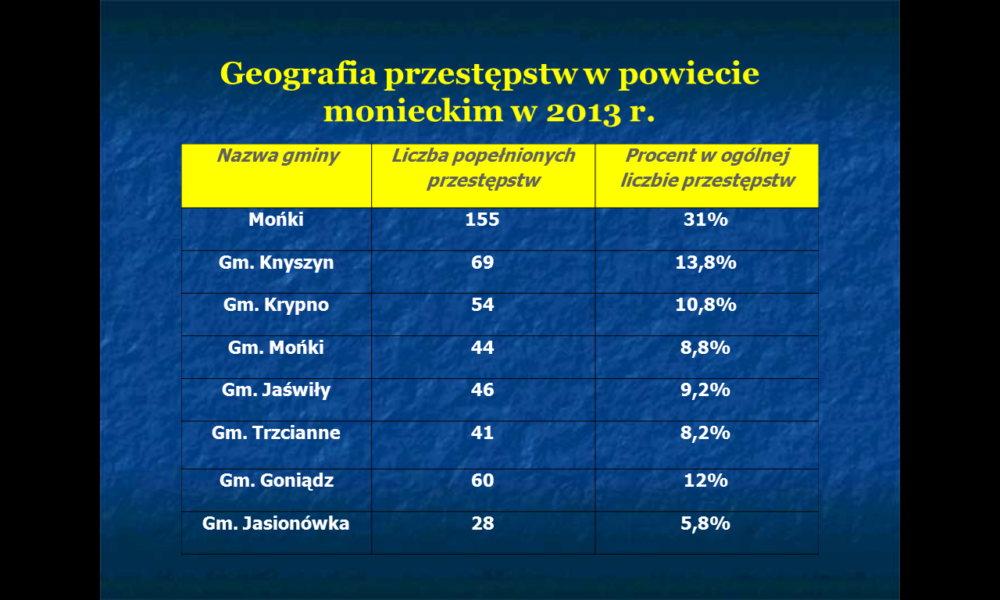 Geografia przestępstw w powiecie
monieckim w 2013 r.
Nazwa gminy Liczba popełnionych przestępstw Procent w ogólnej liczbie przestępstw
Mońki 155 31%
Gm. Knyszyn 69 13,8%
Gm. Krypno 54 10,8%
Gm. Mońki 44 8,8%
Gm. Jaświły 46 9,2%
Gm. Trzcianne 41 8,2%
Gm. Goniądz 60 12%
Gm. Jasionówka 28 5,8%